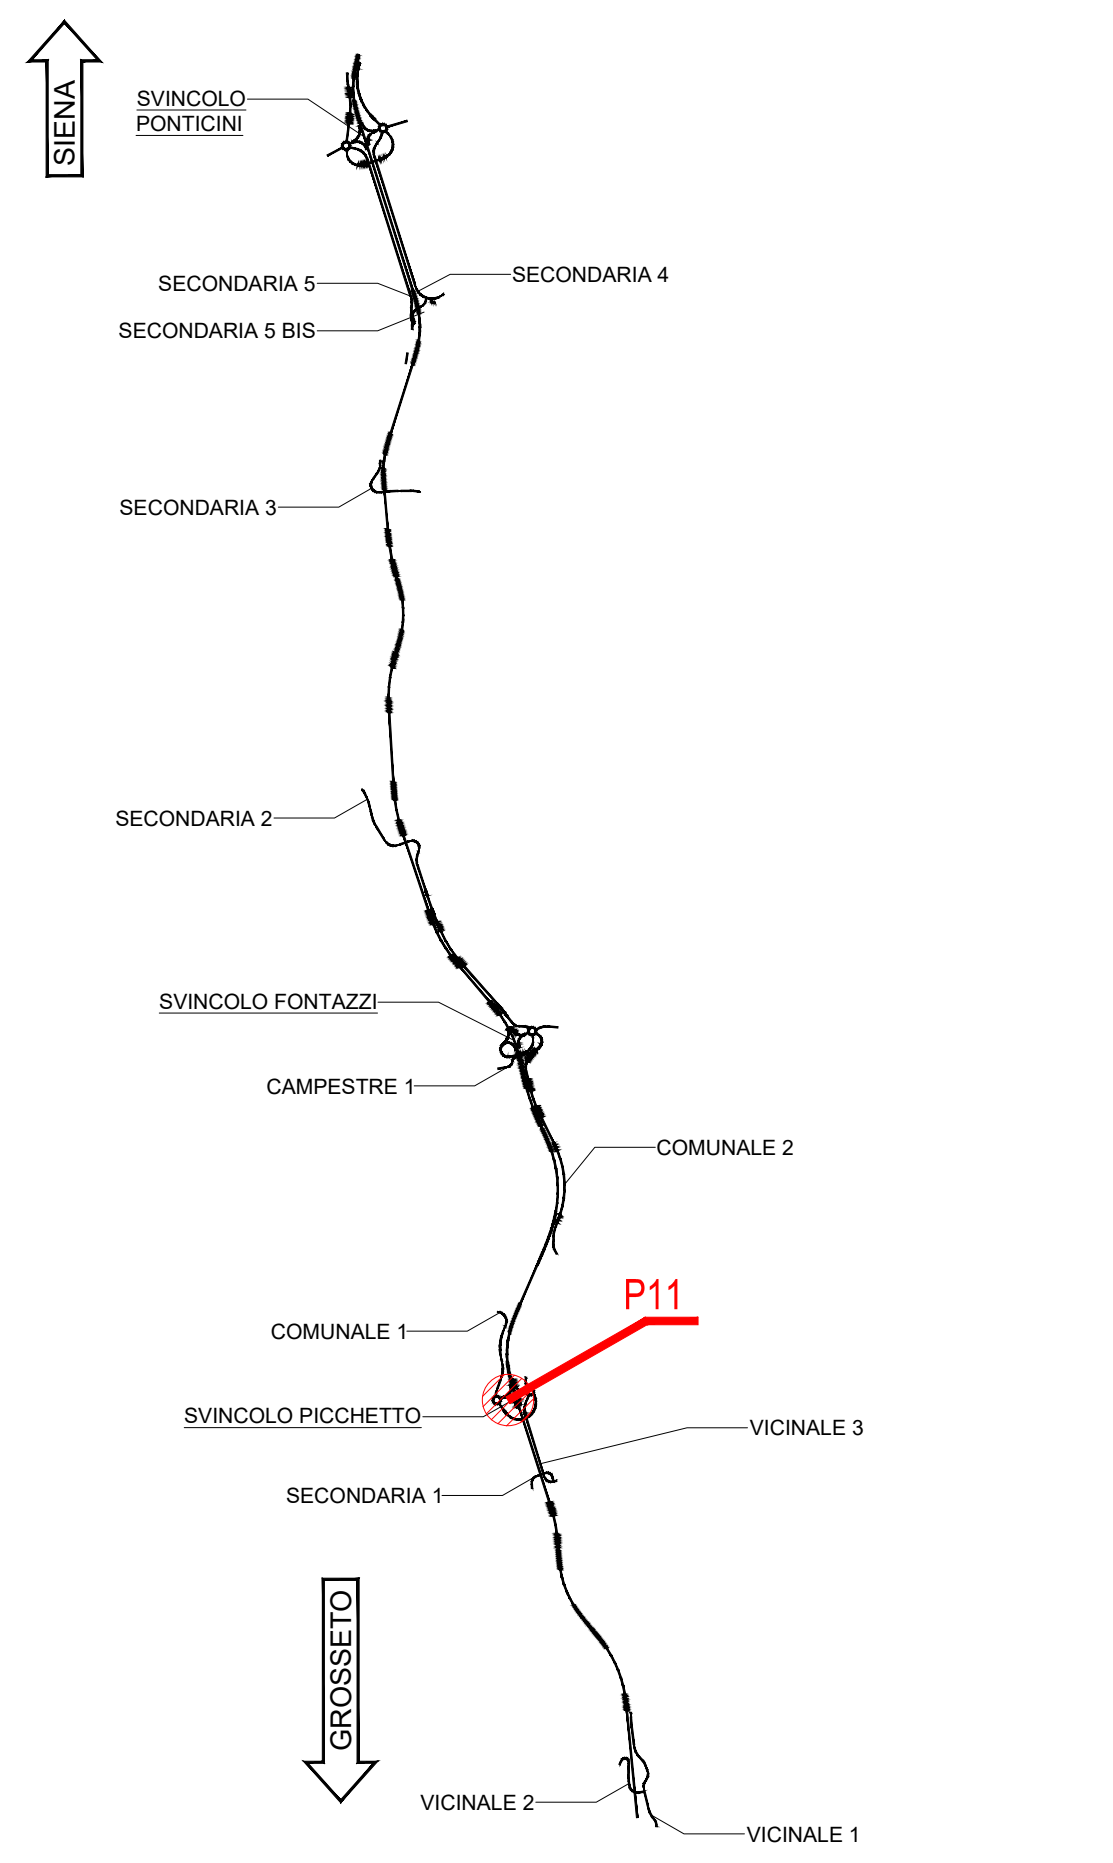 SIENA
SVINCOLO
PONTICINI
SECONDARIA 4
SECONDARIA 5
SECONDARIA 5 BIS
SECONDARIA 3
SECONDARIA 2
SVINCOLO FONTAZZI
CAMPESTRE 1
COMUNALE 2
P11
COMUNALE 1
SVINCOLO PICCHETTO
VICINALE 3
SECONDARIA 1
GROSSETO
VICINALE 2
VICINALE 1